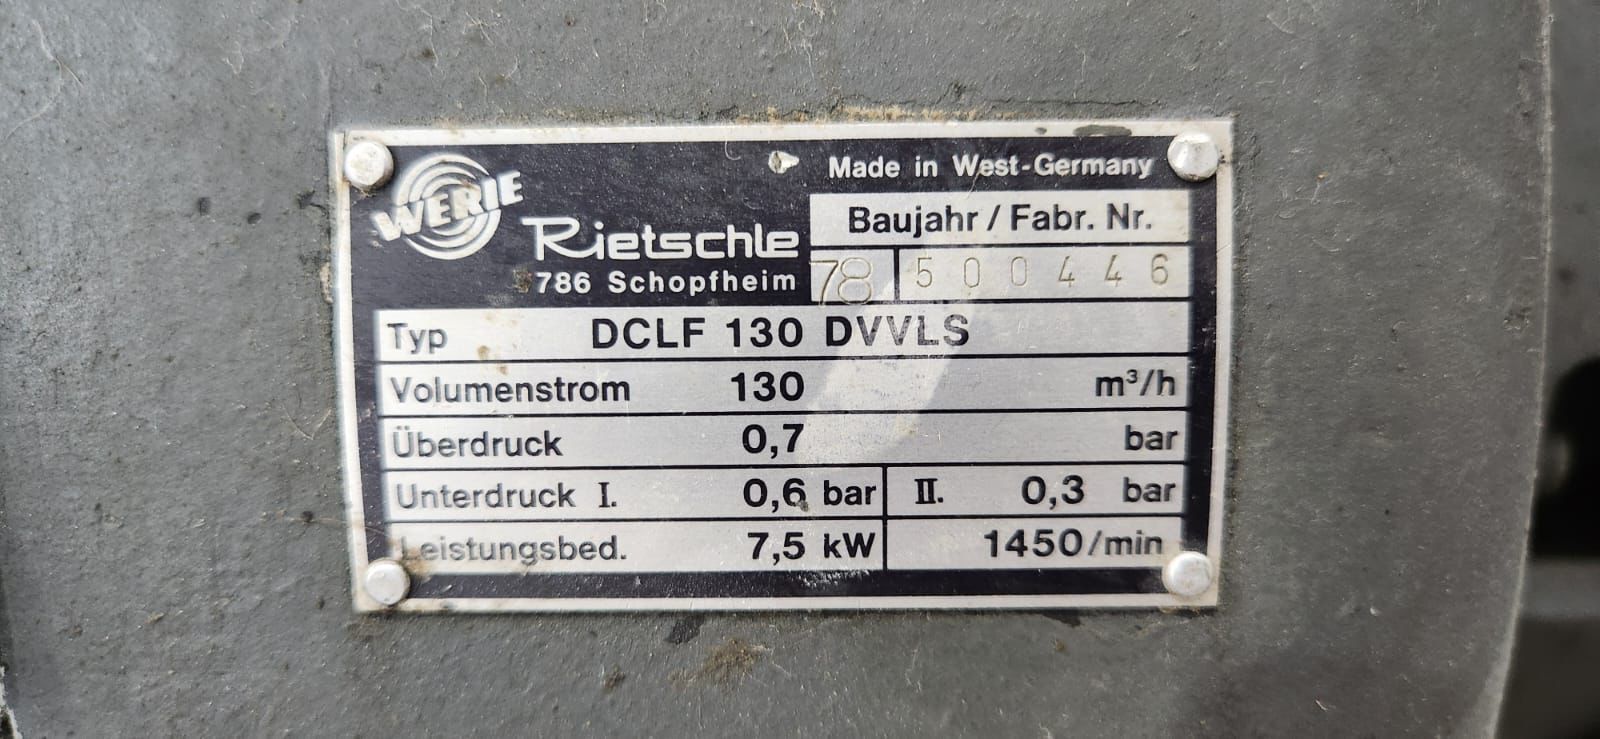 WERIE
Rietschle
786 Schopfheim
Made in West-Germany
Baujahr / Fabr. Nr.
78 500446
Typ DCLF 130 DVVLS
Volumenstrom 130 m³/h
Überdruck 0,7 bar
Unterdruck I. 0,6 bar II. 0,3 bar
Leistungsbed. 7,5 kW 1450/min